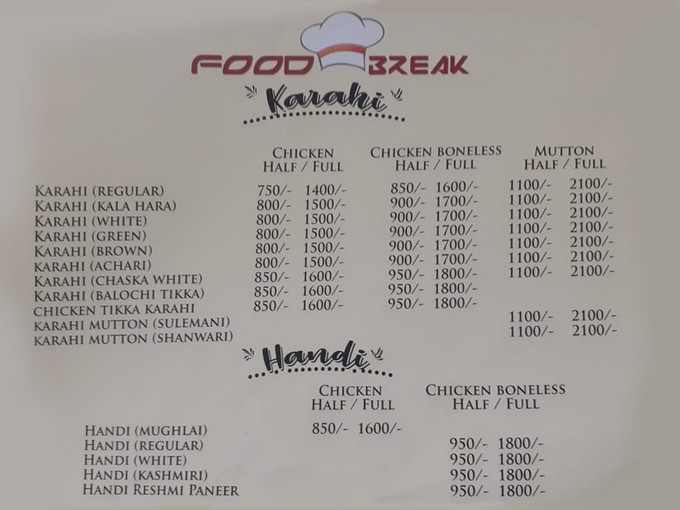 FOOD BREAK
Karahi
CHICKEN CHICKEN BONELESS MUTTON
HALF / FULL HALF / FULL HALF / FULL
KARAHI (REGULAR) 750/- 1400/- 850/- 1600/- 1100/- 2100/-
KARAHI (KALA HARA) 800/- 1500/- 900/- 1700/- 1100/- 2100/-
KARAHI (WHITE) 800/- 1500/- 900/- 1700/- 1100/- 2100/-
KARAHI (GREEN) 800/- 1500/- 900/- 1700/- 1100/- 2100/-
KARAHI (BROWN) 800/- 1500/- 900/- 1700/- 1100/- 2100/-
KARAHI (ACHARI) 800/- 1500/- 900/- 1700/- 1100/- 2100/-
KARAHI (CHASKA WHITE) 850/- 1600/- 950/- 1800/- 1100/- 2100/-
KARAHI (BALOCHI TIKKA) 850/- 1600/- 950/- 1800/-
CHICKEN TIKKA KARAHI 850/- 1600/- 950/- 1800/-
KARAHI MUTTON (SULEMANI) 1100/- 2100/-
KARAHI MUTTON (SHANWARI) 1100/- 2100/-
Handi
CHICKEN CHICKEN BONELESS
HALF / FULL HALF / FULL
HANDI (MUGHLAI) 850/- 1600/-
HANDI (REGULAR) 950/- 1800/-
HANDI (WHITE) 950/- 1800/-
HANDI (KASHMIRI) 950/- 1800/-
HANDI RESHMI PANEER 950/- 1800/-